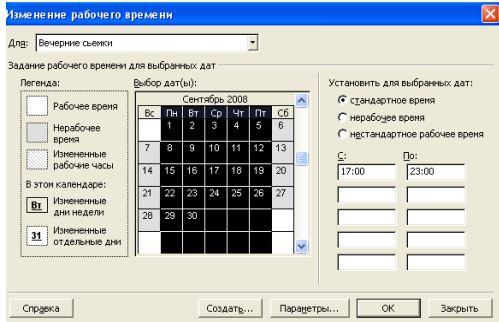 Изменение рабочего времени
Для: Вечерние сьемки
Задание рабочего времени для выбранных дат
Легенда:
Рабочее время
Нерабочее
время
Измененные
рабочие часы
В этом календаре:
Вт Измененные
дни недели
31 Измененные
отдельные дни
Выбор дат(ы):
Сентябрь 2008
Вс Пн Вт Ср Чт Пт Сб
1 2 3 4 5 6
7 8 9 10 11 12 13
14 15 16 17 18 19 20
21 22 23 24 25 26 27
28 29 30
Установить для выбранных дат:
стандартное время
нерабочее время
нестандартное рабочее время
С: По:
17:00 23:00
Справка Создать... Параметры... ОК Закрыть